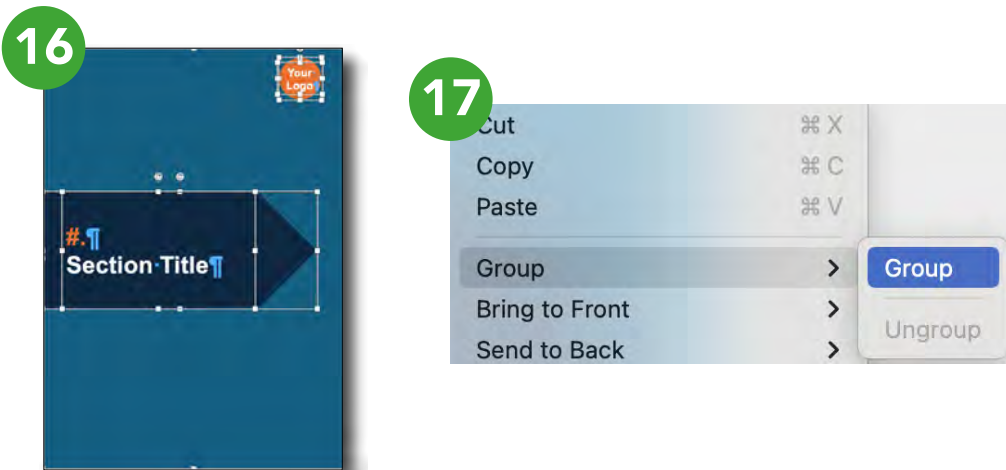 16
Your
Logo¶
#.¶
Section·Title¶
17
Cut ⌘ X
Copy ⌘ C
Paste ⌘ V
Group > Group
Bring to Front >
Ungroup
Send to Back >